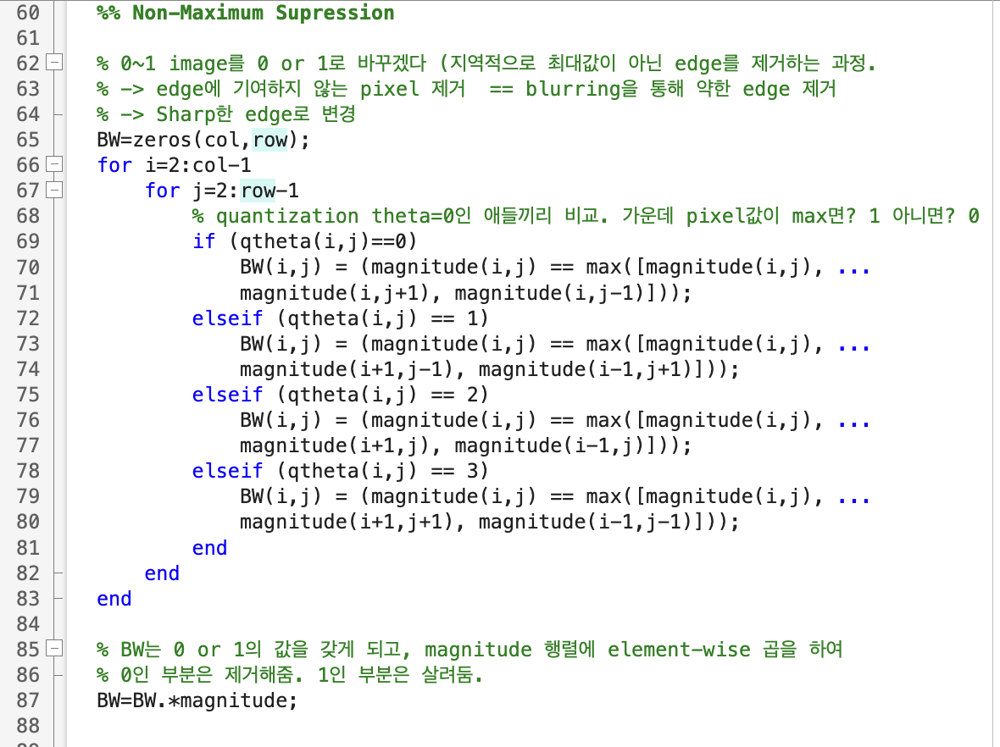 60 %% Non-Maximum Supression
61
62 % 0~1 image를 0 or 1로 바꾸겠다 (지역적으로 최대값이 아닌 edge를 제거하는 과정.
63 % -> edge에 기여하지 않는 pixel 제거  == blurring을 통해 약한 edge 제거
64 % -> Sharp한 edge로 변경
65 BW=zeros(col,row);
66 for i=2:col-1
67     for j=2:row-1
68         % quantization theta=0인 애들끼리 비교. 가운데 pixel값이 max면? 1 아니면? 0
69         if (qtheta(i,j)==0)
70             BW(i,j) = (magnitude(i,j) == max([magnitude(i,j), ...
71             magnitude(i,j+1), magnitude(i,j-1)]));
72         elseif (qtheta(i,j) == 1)
73             BW(i,j) = (magnitude(i,j) == max([magnitude(i,j), ...
74             magnitude(i+1,j-1), magnitude(i-1,j+1)]));
75         elseif (qtheta(i,j) == 2)
76             BW(i,j) = (magnitude(i,j) == max([magnitude(i,j), ...
77             magnitude(i+1,j), magnitude(i-1,j)]));
78         elseif (qtheta(i,j) == 3)
79             BW(i,j) = (magnitude(i,j) == max([magnitude(i,j), ...
80             magnitude(i+1,j+1), magnitude(i-1,j-1)]));
81         end
82     end
83 end
84
85 % BW는 0 or 1의 값을 갖게 되고, magnitude 행렬에 element-wise 곱을 하여
86 % 0인 부분은 제거해줌. 1인 부분은 살려둠.
87 BW=BW.*magnitude;
88